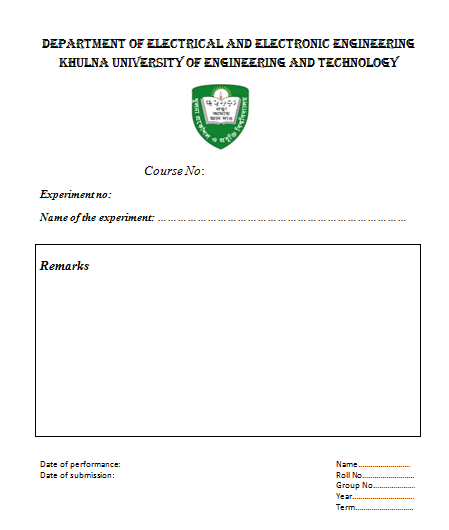 DEPARTMENT OF ELECTRICAL AND ELECTRONIC ENGINEERING
KHULNA UNIVERSITY OF ENGINEERING AND TECHNOLOGY
Course No:
Experiment no:
Name of the experiment: …………………………………………………………………
Remarks
Date of performance:
Date of submission:
Name........................
Roll No........................
Group No...................
Year............................
Term...........................